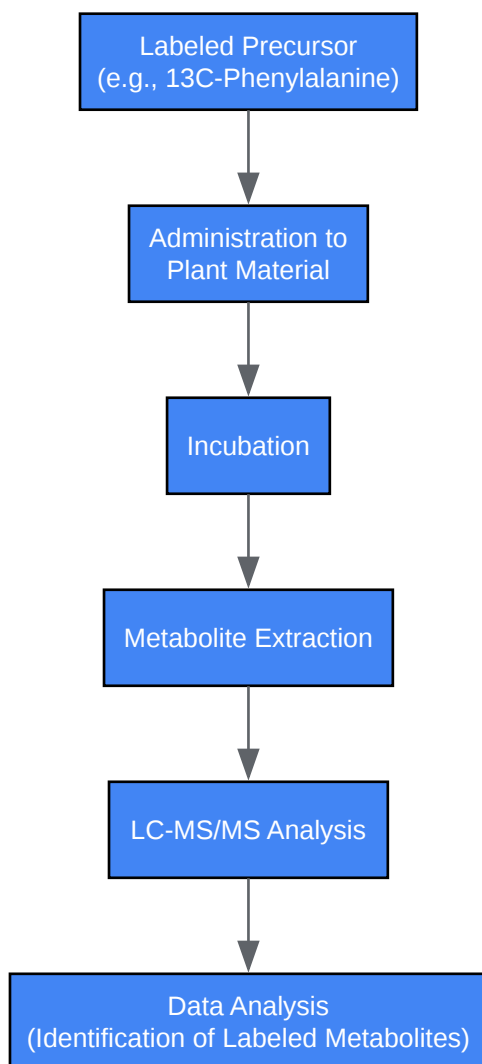 Labeled Precursor
(e.g., 13C-Phenylalanine)
Administration to
Plant Material
Incubation
Metabolite Extraction
LC-MS/MS Analysis
Data Analysis
(Identification of Labeled Metabolites)